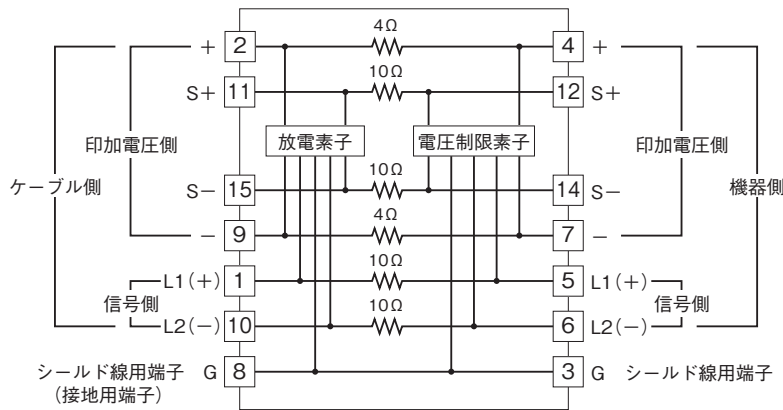 4Ω
+ 2 4 +
10Ω
S+ 11 12 S+
放電素子 電圧制限素子
印加電圧側 印加電圧側
10Ω
ケーブル側 機器側
S− 15 14 S−
4Ω
− 9 7 −
10Ω
L1(+) 1 5 L1(+)
信号側 信号側
10Ω
L2(−) 10 6 L2(−)
シールド線用端子 G 8 3 G シールド線用端子
(接地用端子)